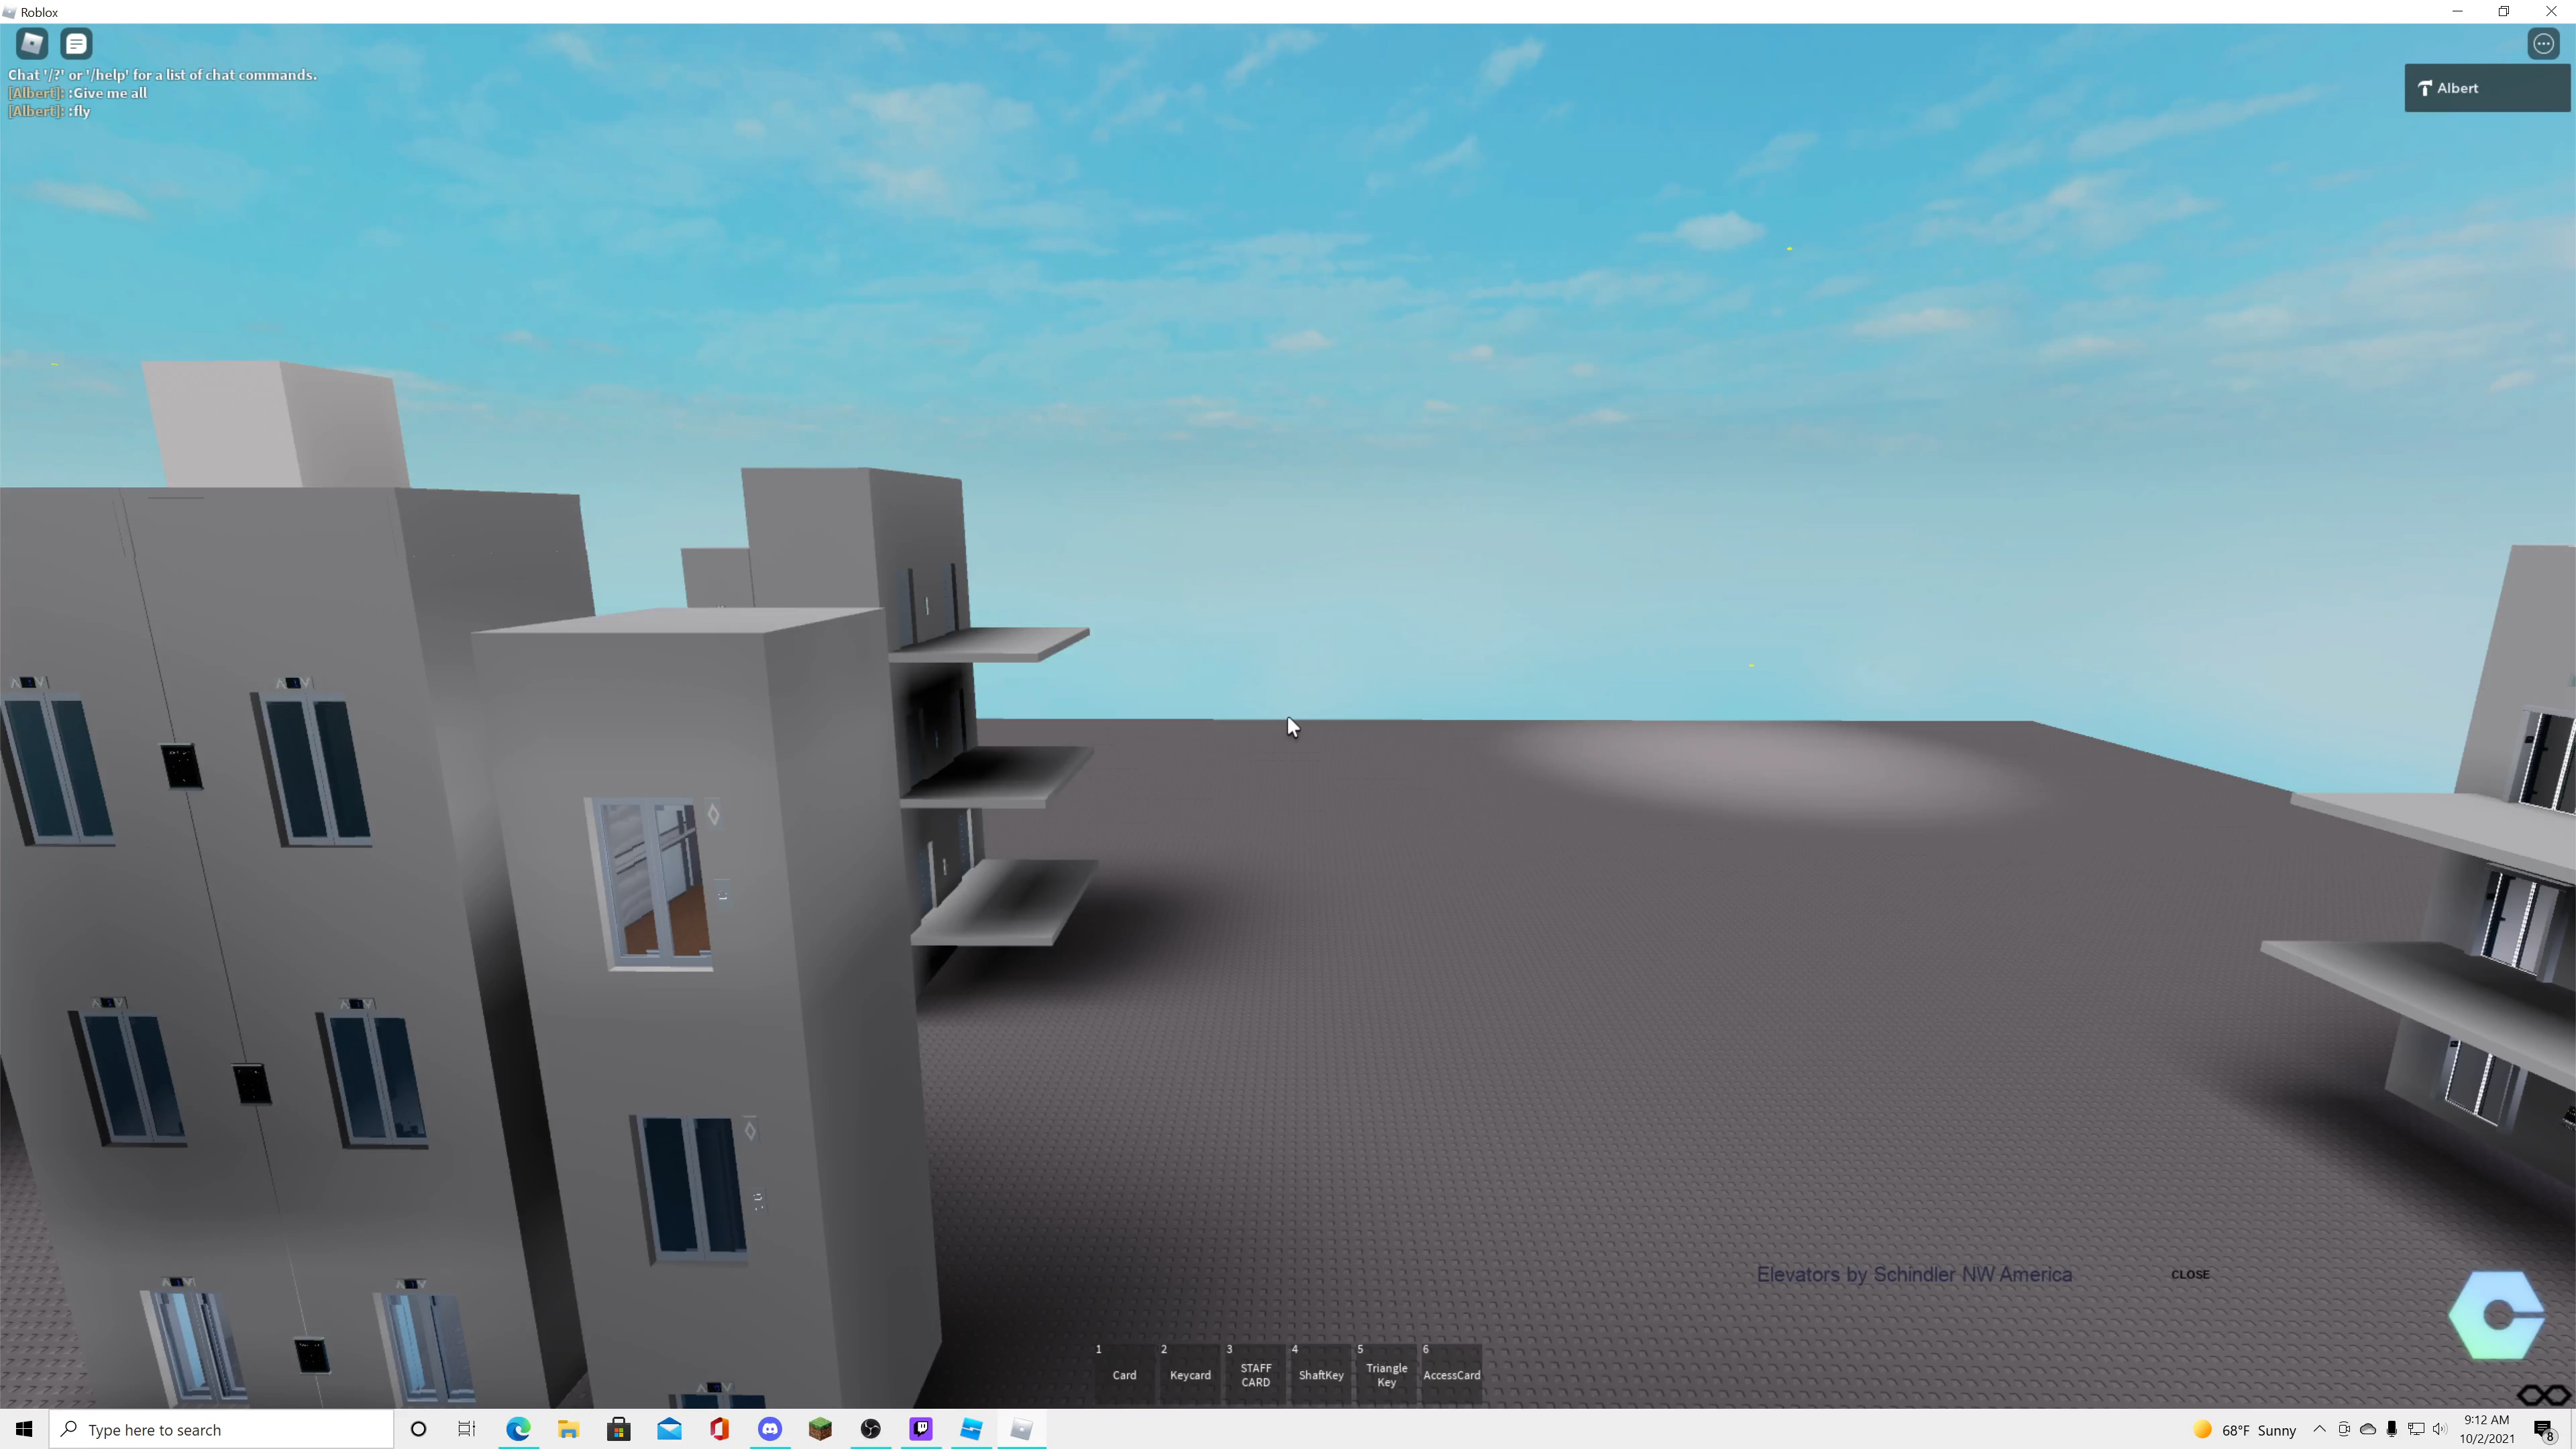 Roblox
Chat '/?' or '/help' for a list of chat commands.
[Albert]: :Give me all
[Albert]: :fly
Albert
Elevators by Schindler NW America
CLOSE
1
2
3
4
5
6
Card
Keycard
STAFF
CARD
ShaftKey
Triangle
Key
AccessCard
Type here to search
68°F Sunny
9:12 AM
10/2/2021
8